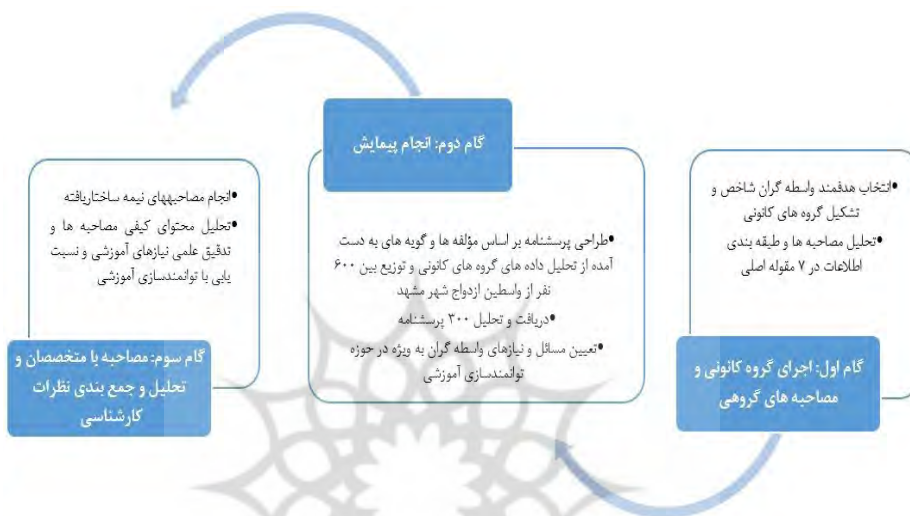 •انتخاب هدفمند واسطه گران شاخص و
تشکیل گروه های کانونی
•تحلیل مصاحبه ها و طبقه بندی
اطلاعات در ۷ مقوله اصلی
گام اول: اجرای گروه کانونی و
مصاحبه های گروهی
گام دوم: انجام پیمایش
•طراحی پرسشنامه بر اساس مؤلفه ها و گویه های به دست
آمده از تحلیل داده های گروه های کانونی و توزیع بین ۶۰۰
نفر از واسطین ازدواج شهر مشهد
•دریافت و تحلیل ۳۰۰ پرسشنامه
•تعیین مسائل و نیازهای واسطه گران به ویژه در حوزه
توانمندسازی آموزشی
•انجام مصاحبههای نیمه ساختاریافته
•تحلیل محتوای کیفی مصاحبه ها و
تدقیق علمی نیازهای آموزشی و نسبت
یابی با توانمندسازی آموزشی
گام سوم: مصاحبه با متخصصان و
تحلیل و جمع بندی نظرات
کارشناسی